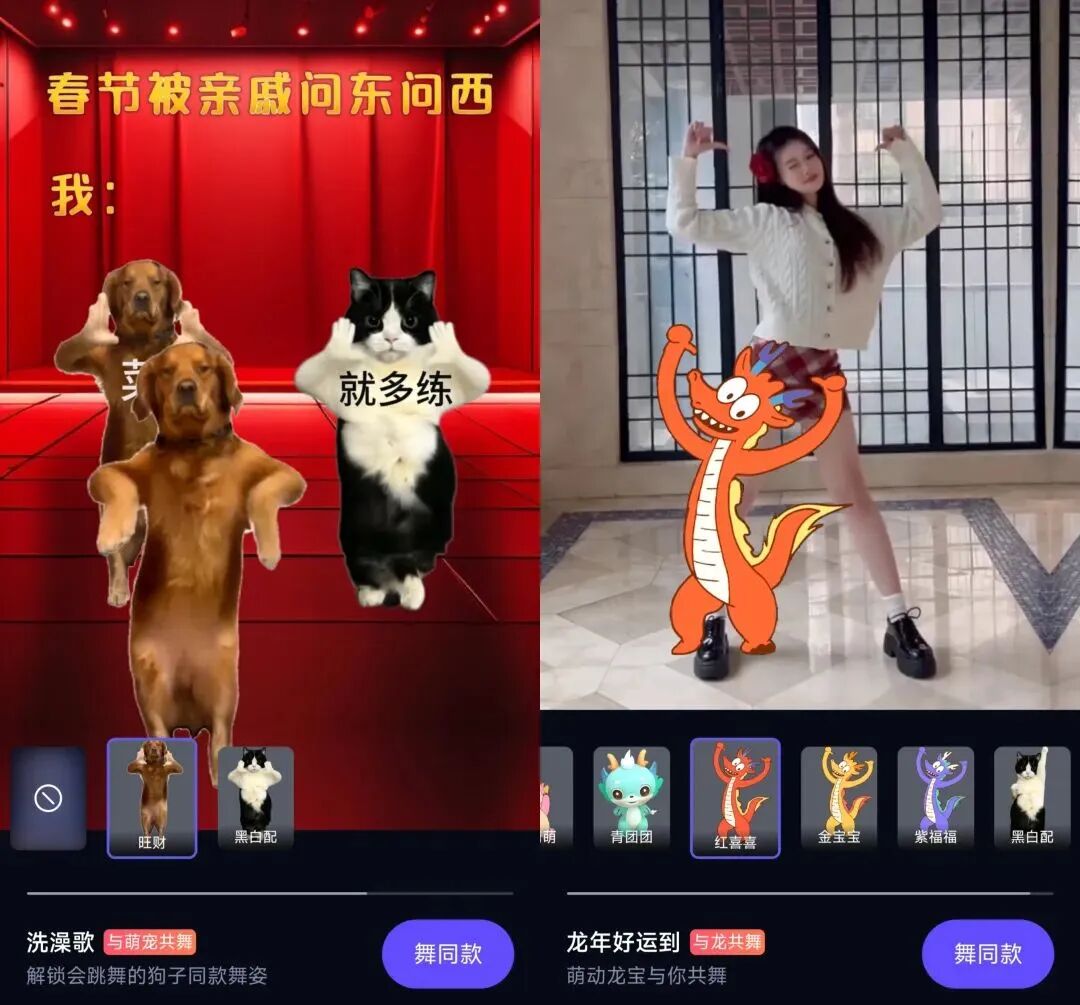 春节被亲戚问东问西
我：
菜
就多练
旺财
黑白配
洗澡歌 与萌宠共舞
解锁会跳舞的狗子同款舞姿
舞同款
萌
青团团
红喜喜
金宝宝
紫福福
黑白配
龙年好运到 与龙共舞
萌动龙宝与你共舞
舞同款